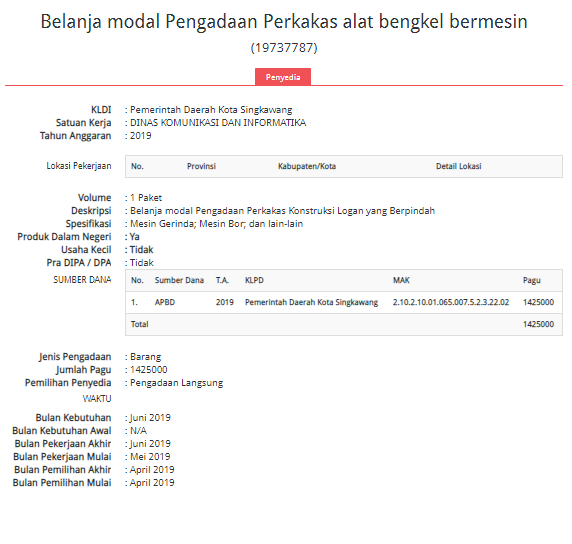 Belanja modal Pengadaan Perkakas alat bengkel bermesin
(19737787)
Penyedia
KLDI : Pemerintah Daerah Kota Singkawang
Satuan Kerja : DINAS KOMUNIKASI DAN INFORMATIKA
Tahun Anggaran : 2019
Lokasi Pekerjaan No. Provinsi Kabupaten/Kota Detail Lokasi
Volume : 1 Paket
Deskripsi : Belanja modal Pengadaan Perkakas Konstruksi Logan yang Berpindah
Spesifikasi : Mesin Gerinda; Mesin Bor; dan lain-lain
Produk Dalam Negeri : Ya
Usaha Kecil : Tidak
Pra DIPA / DPA : Tidak
SUMBER DANA No. Sumber Dana T.A. KLPD MAK Pagu
1. APBD 2019 Pemerintah Daerah Kota Singkawang 2.10.2.10.01.065.007.5.2.3.22.02 1425000
Total 1425000
Jenis Pengadaan : Barang
Jumlah Pagu : 1425000
Pemilihan Penyedia : Pengadaan Langsung
WAKTU
Bulan Kebutuhan : Juni 2019
Bulan Kebutuhan Awal : N/A
Bulan Pekerjaan Akhir : Juni 2019
Bulan Pekerjaan Mulai : Mei 2019
Bulan Pemilihan Akhir : April 2019
Bulan Pemilihan Mulai : April 2019